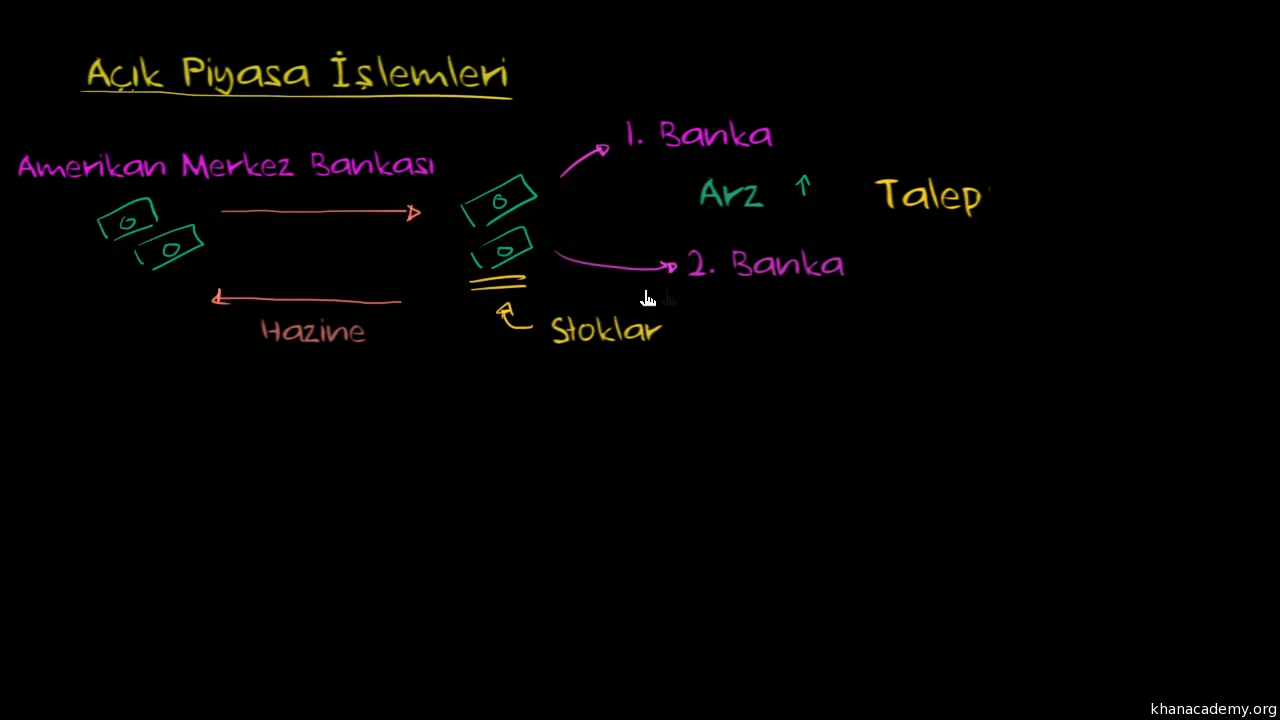 Açık Piyasa İşlemleri
Amerikan Merkez Bankası
1. Banka
Arz ↑ Talep
2. Banka
Hazine
Stoklar
khanacademy.org